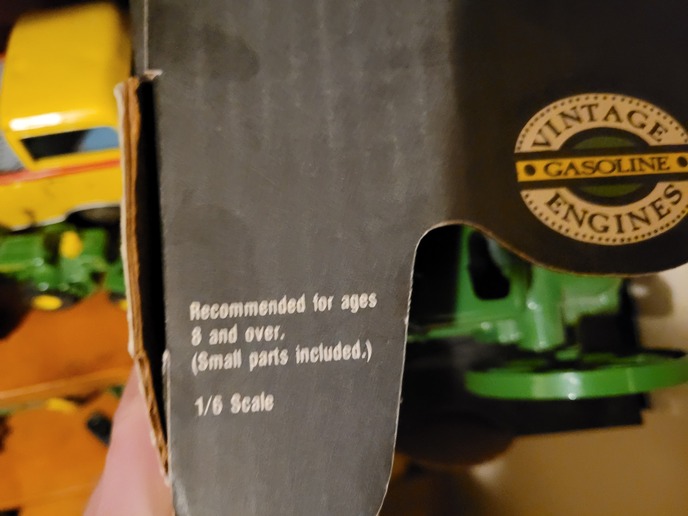 VINTAGE
GASOLINE
ENGINES
Recommended for ages
8 and over.
(Small parts included.)
1/6 Scale